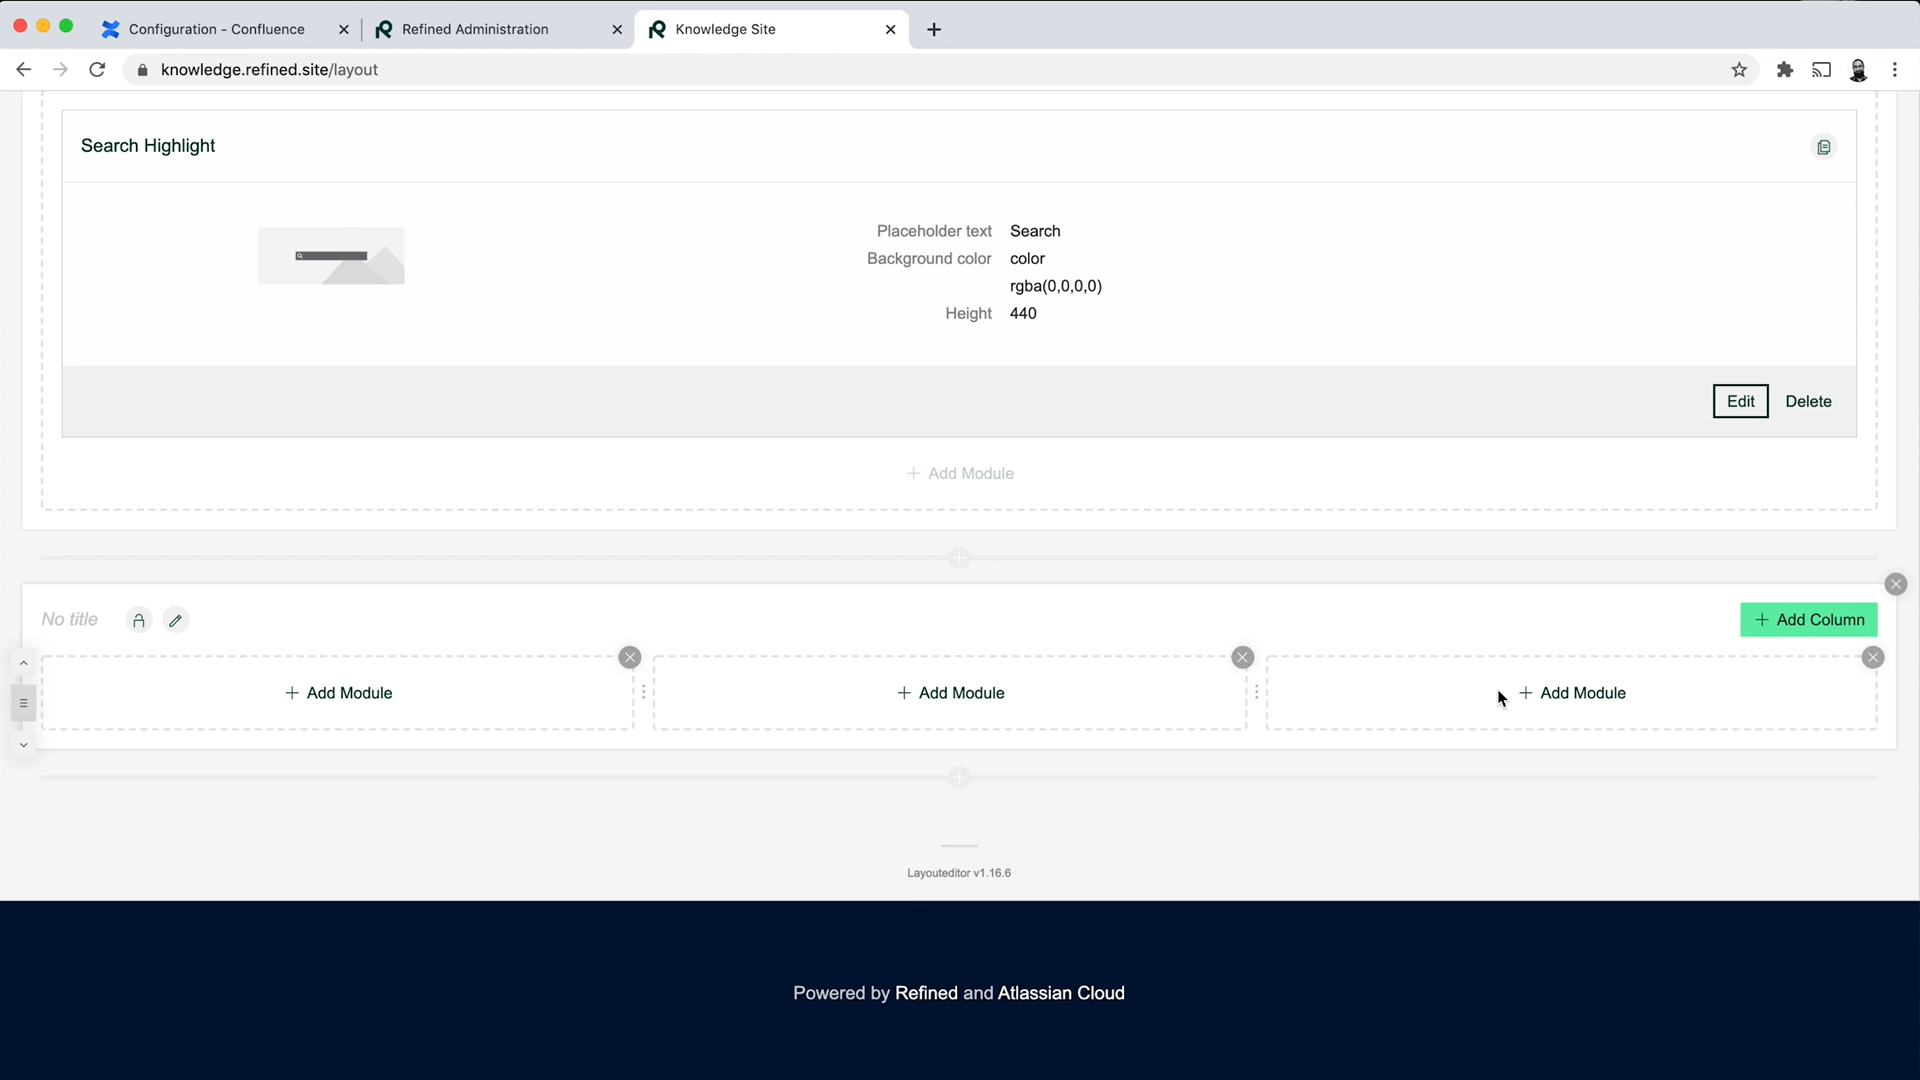 Configuration - Confluence
Refined Administration
Knowledge Site
knowledge.refined.site/layout
Search Highlight
Placeholder text Search
Background color color
rgba(0,0,0,0)
Height 440
Edit Delete
+ Add Module
No title
+ Add Column
+ Add Module
+ Add Module
+ Add Module
Layouteditor v1.16.6
Powered by Refined and Atlassian Cloud